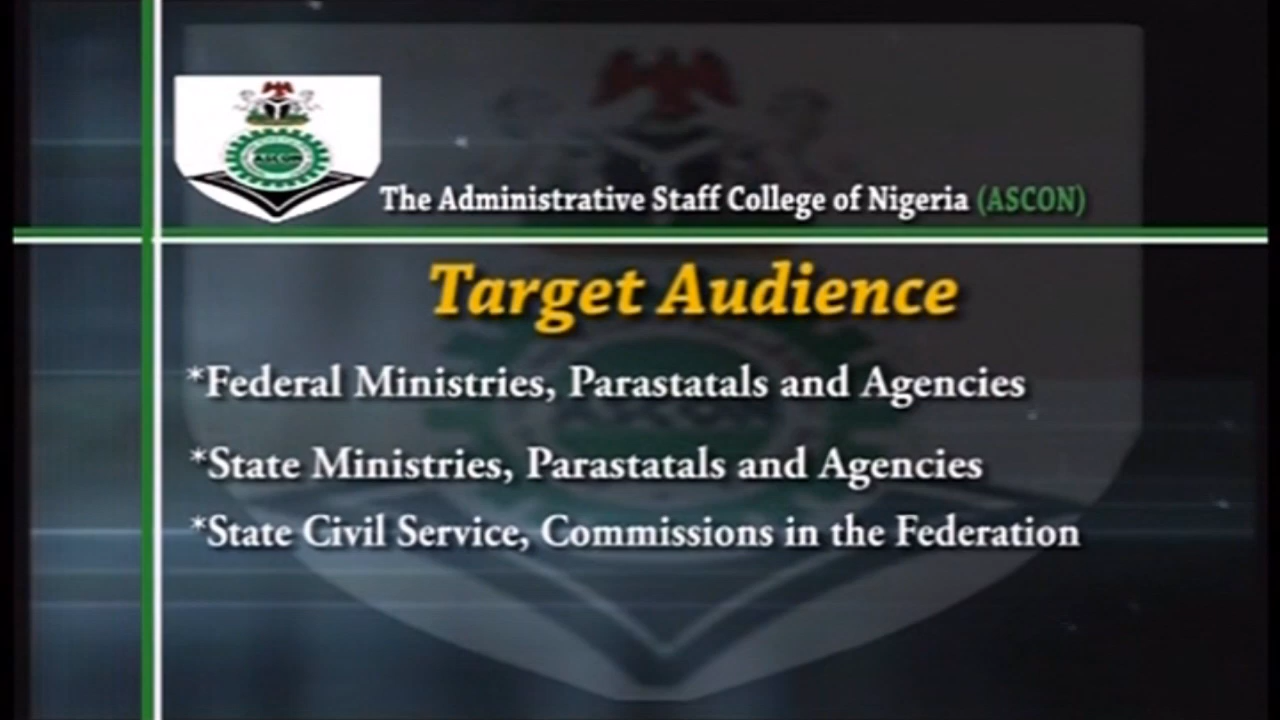 ASCON
The Administrative Staff College of Nigeria (ASCON)
Target Audience
*Federal Ministries, Parastatals and Agencies
*State Ministries, Parastatals and Agencies
*State Civil Service, Commissions in the Federation